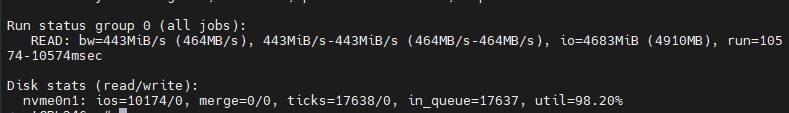 Run status group 0 (all jobs):
   READ: bw=443MiB/s (464MB/s), 443MiB/s-443MiB/s (464MB/s-464MB/s), io=4683MiB (4910MB), run=105
74-10574msec

Disk stats (read/write):
  nvme0n1: ios=10174/0, merge=0/0, ticks=17638/0, in_queue=17637, util=98.20%